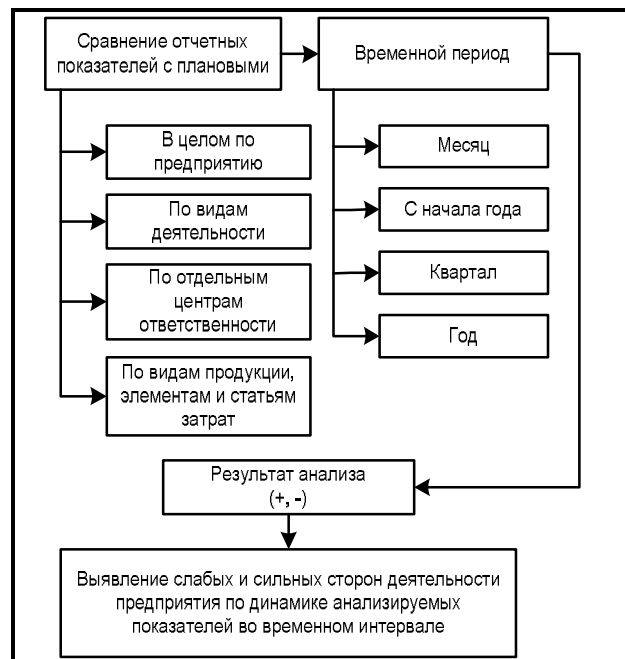 Сравнение отчетных
показателей с плановыми
Временной период
В целом по
предприятию
По видам
деятельности
По отдельным
центрам
ответственности
По видам продукции,
элементам и статьям
затрат
Месяц
С начала года
Квартал
Год
Результат анализа
(+, -)
Выявление слабых и сильных сторон деятельности
предприятия по динамике анализируемых
показателей во временном интервале